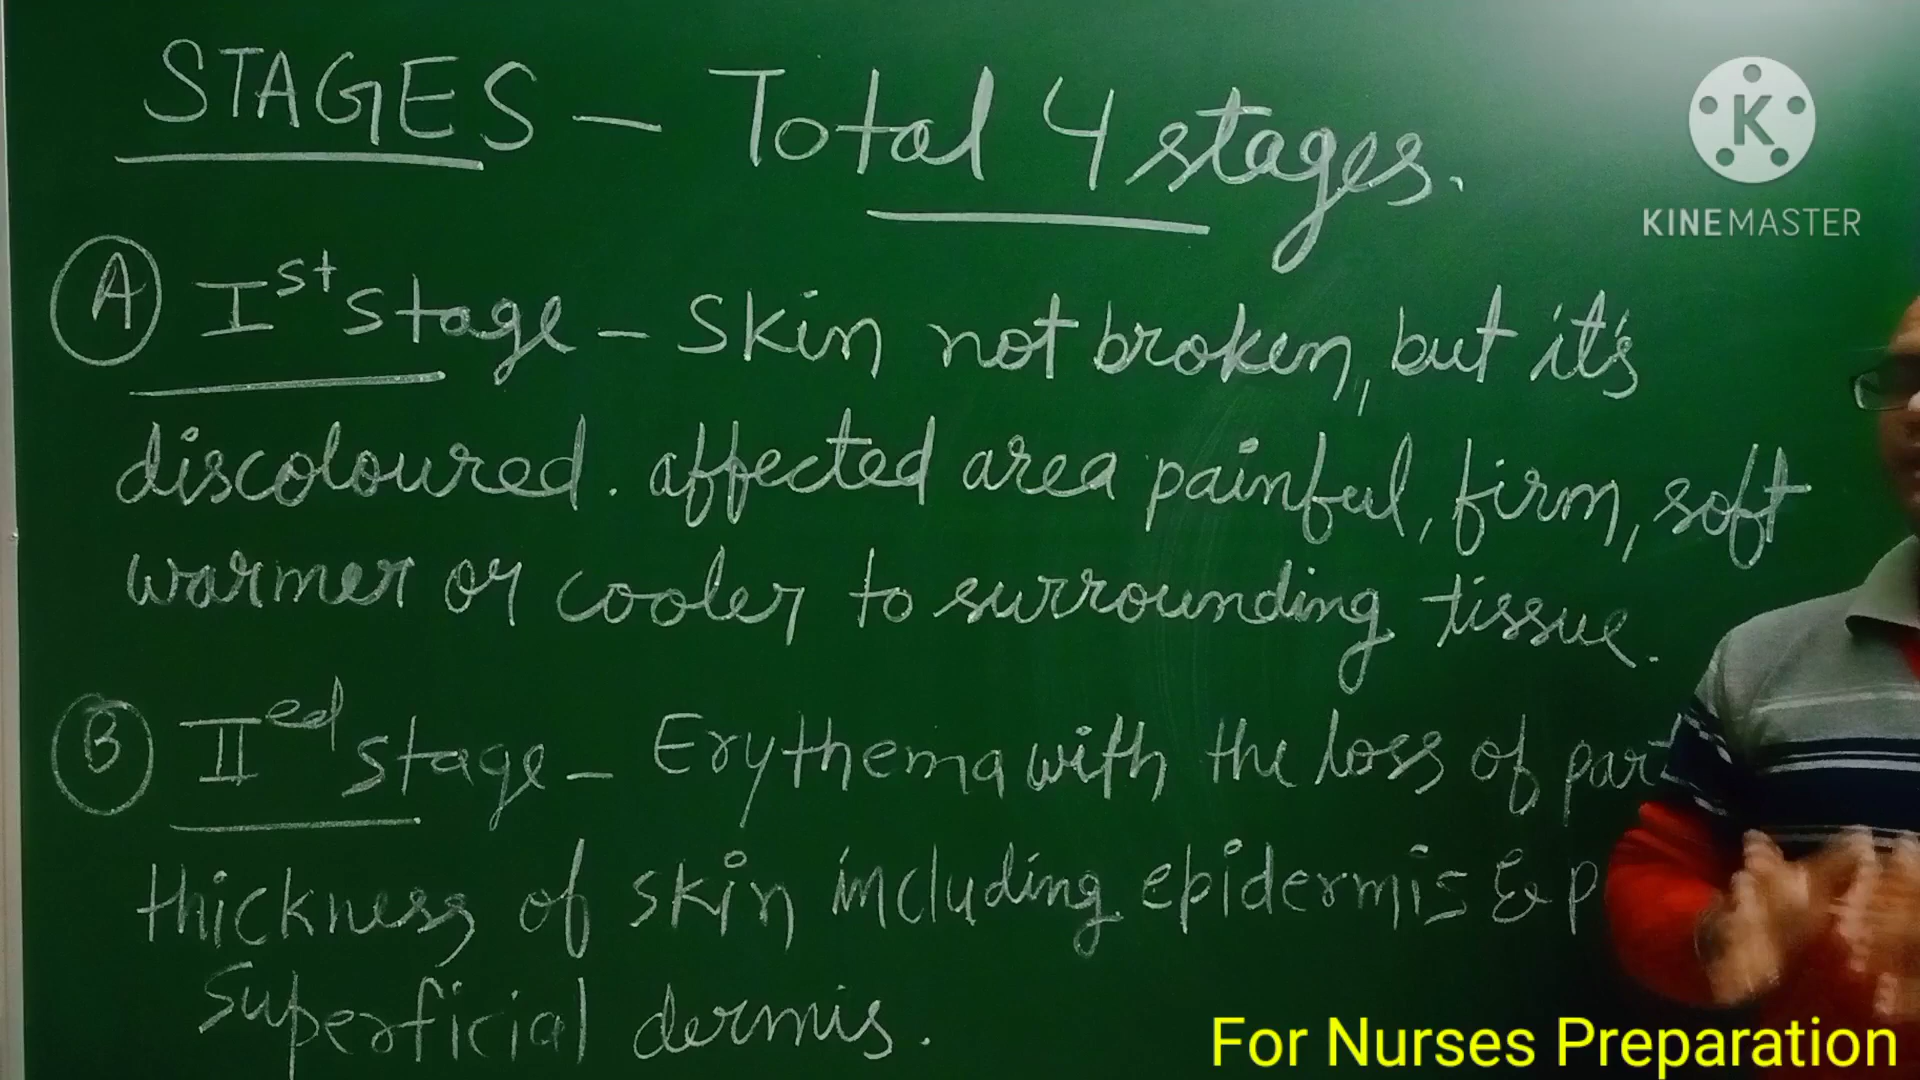 STAGES - Total 4 stages.
K
KINEMASTER
A Ist stage - Skin not broken, but it's
discoloured. affected area painful, firm, soft
warmer or cooler to surrounding tissue.
B IIed stage - Erythema with the loss of part
thickness of skin including epidermis & P
Superficial dermis.
For Nurses Preparation